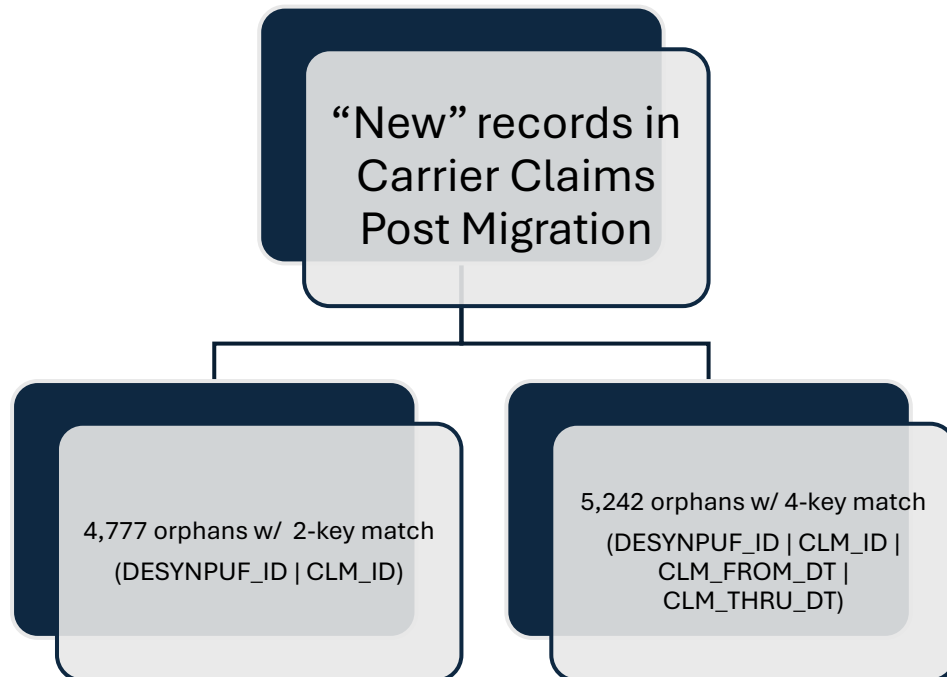 “New” records in
Carrier Claims
Post Migration
4,777 orphans w/ 2-key match
(DESYNPUF_ID | CLM_ID)
5,242 orphans w/ 4-key match
(DESYNPUF_ID | CLM_ID |
CLM_FROM_DT |
CLM_THRU_DT)